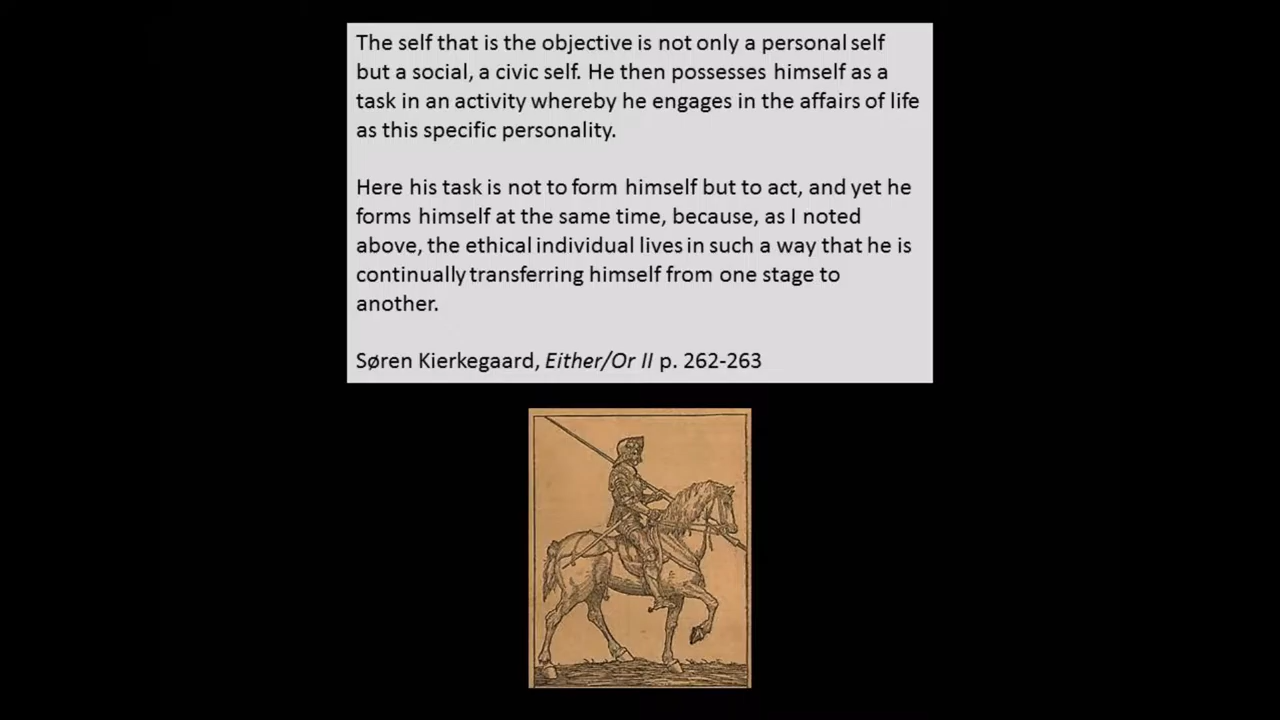 The self that is the objective is not only a personal self
but a social, a civic self. He then possesses himself as a
task in an activity whereby he engages in the affairs of life
as this specific personality.
Here his task is not to form himself but to act, and yet he
forms himself at the same time, because, as I noted
above, the ethical individual lives in such a way that he is
continually transferring himself from one stage to
another.
Søren Kierkegaard, Either/Or II p. 262-263